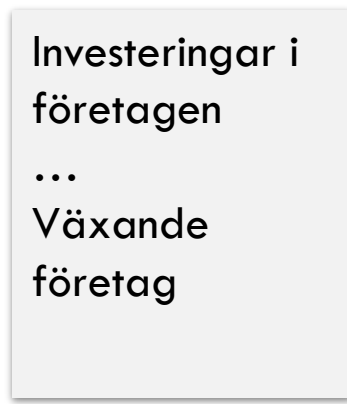 Investeringar i
företagen
…
Växande
företag